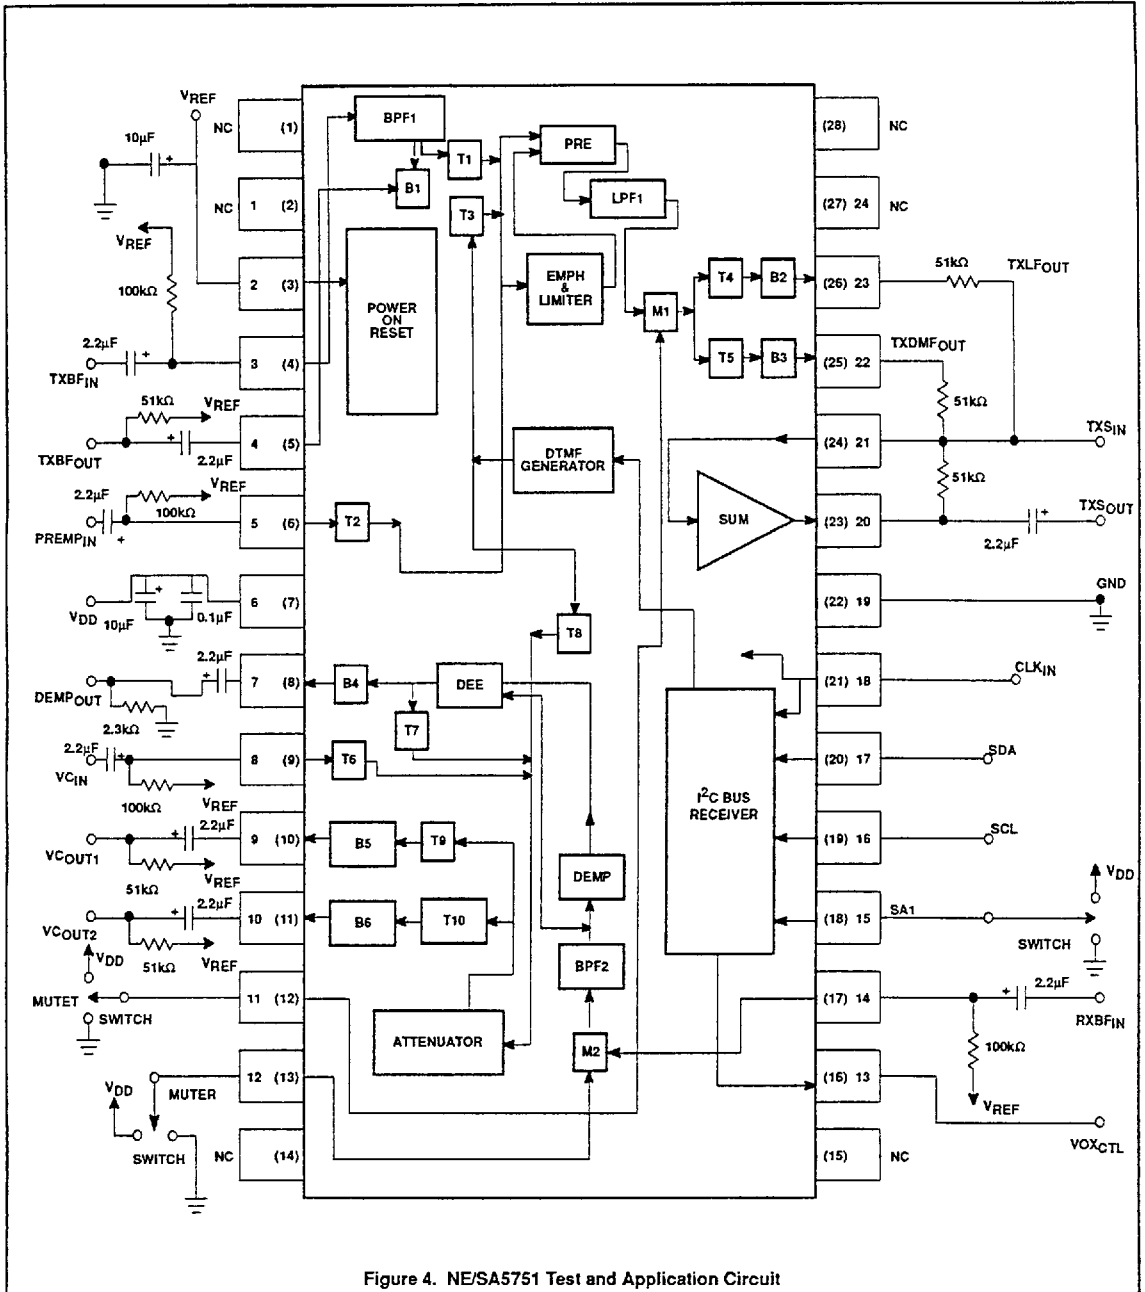 VREF
10µF
+
NC
(1)
BPF1
T1
B1
PRE
LPF1
(28)
NC
NC
1 (2)
T3
(27) 24
NC
VREF
100kΩ
2 (3)
POWER
ON
RESET
EMPH
&
LIMITER
M1
T4
B2
(26) 23
51kΩ
TXLFOUT
2.2µF
+
TXBFIN
3 (4)
T5
B3
(25) 22
TXDMFOUT
51kΩ
51kΩ
VREF
+
TXBFOUT
2.2µF
4 (5)
DTMF
GENERATOR
(24) 21
TXSIN
51kΩ
2.2µF
VREF
100kΩ
PREMPIN
+
5 (6)
T2
SUM
(23) 20
+
TXSOUT
2.2µF
VDD
+
10µF
0.1µF
6 (7)
T8
(22) 19
GND
2.2µF
+
DEMPOUT
2.3kΩ
7 (8)
B4
DEE
T7
(21) 18
CLKIN
2.2µF
+
VCIN
100kΩ
VREF
8 (9)
T6
I2C BUS
RECEIVER
(20) 17
SDA
VCOUT1
+
2.2µF
51kΩ
VREF
9 (10)
B5
T9
DEMP
(19) 16
SCL
VDD
VCOUT2
+
2.2µF
51kΩ
VREF
10 (11)
B6
T10
BPF2
(18) 15
SA1
SWITCH
VDD
MUTET
SWITCH
11 (12)
ATTENUATOR
M2
(17) 14
+
2.2µF
RXBFIN
100kΩ
VREF
VDD
MUTER
SWITCH
12 (13)
(16) 13
VOXCTL
NC
(14)
(15)
NC
Figure 4. NE/SA5751 Test and Application Circuit